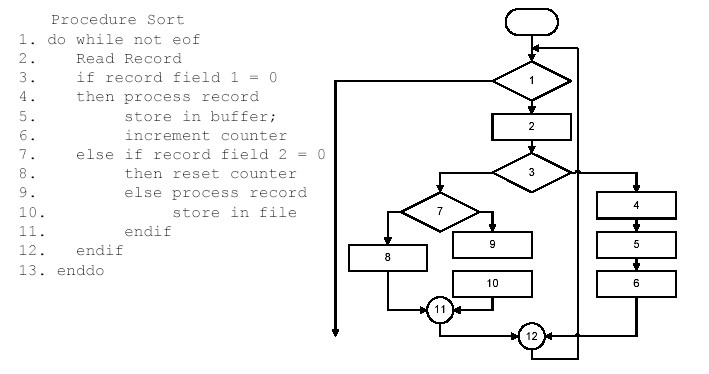 Procedure Sort
1. do while not eof
2. Read Record
3. if record field 1 = 0
4. then process record
5. store in buffer;
6. increment counter
7. else if record field 2 = 0
8. then reset counter
9. else process record
10. store in file
11. endif
12. endif
13. enddo
1
2
3
7
4
9
5
8
10
6
11
12